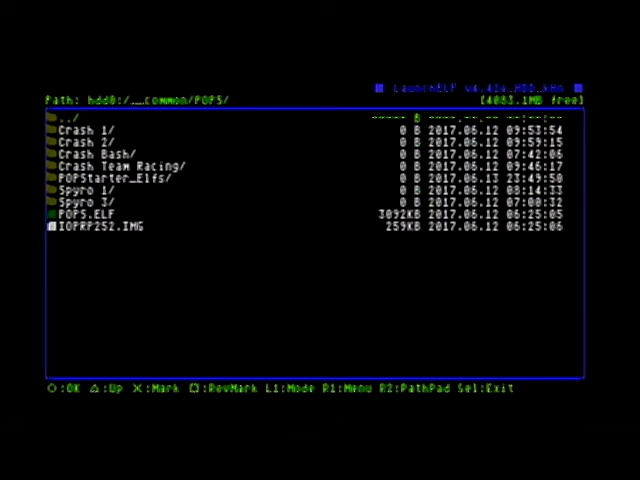 LaunchELF v4.42a_HDD_kHn
Path: hdd0:/__common/POPS/ [4083.1MB free]
../ ----- B ----.--.-- --:--:--
Crash 1/ 0 B 2017.06.12 09:53:54
Crash 2/ 0 B 2017.06.12 09:59:15
Crash Bash/ 0 B 2017.06.12 07:42:06
Crash Team Racing/ 0 B 2017.06.12 09:46:17
POPStarter_Elfs/ 0 B 2017.06.13 23:49:50
Spyro 1/ 0 B 2017.06.12 08:14:33
Spyro 3/ 0 B 2017.06.12 07:00:32
POPS.ELF 3092KB 2017.06.12 06:25:05
IOPRP252.IMG 259KB 2017.06.12 06:25:06
○:OK △:Up ×:Mark □:RevMark L1:Mode R1:Menu R2:PathPad Sel:Exit